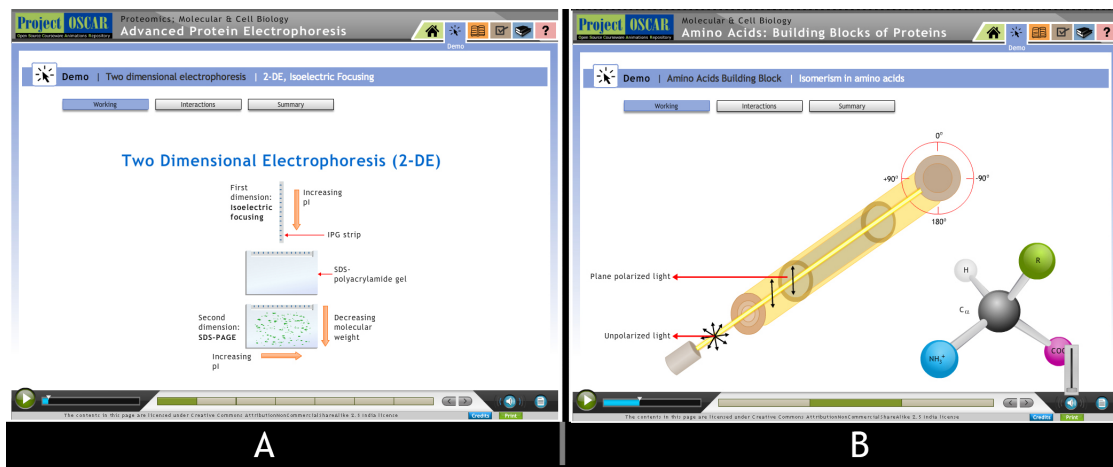 Project OSCAR
Open Source Courseware Animations Repository
Proteomics; Molecular & Cell Biology
Advanced Protein Electrophoresis
?
Demo
Demo | Two dimensional electrophoresis | 2-DE, Isoelectric Focusing
Working Interactions Summary
Two Dimensional Electrophoresis (2-DE)
First
dimension:
Isoelectric
focusing
Increasing
pI
IPG strip
SDS-
polyacrylamide gel
Second
dimension:
SDS-PAGE
Decreasing
molecular
weight
Increasing
pI
< >
The contents in this page are licensed under Creative Commons AttributionNonCommercialShareAlike 2.5 India license
Credits Print
A
Project OSCAR
Open Source Courseware Animations Repository
Molecular & Cell Biology
Amino Acids: Building Blocks of Proteins
?
Demo
Demo | Amino Acids Building Block | Isomerism in amino acids
Working Interactions Summary
0°
+90° -90°
180°
Plane polarized light
Unpolarized light
H
R
Cα
NH3+
COO
< >
The contents in this page are licensed under Creative Commons AttributionNonCommercialShareAlike 2.5 India license
Credits Print
B